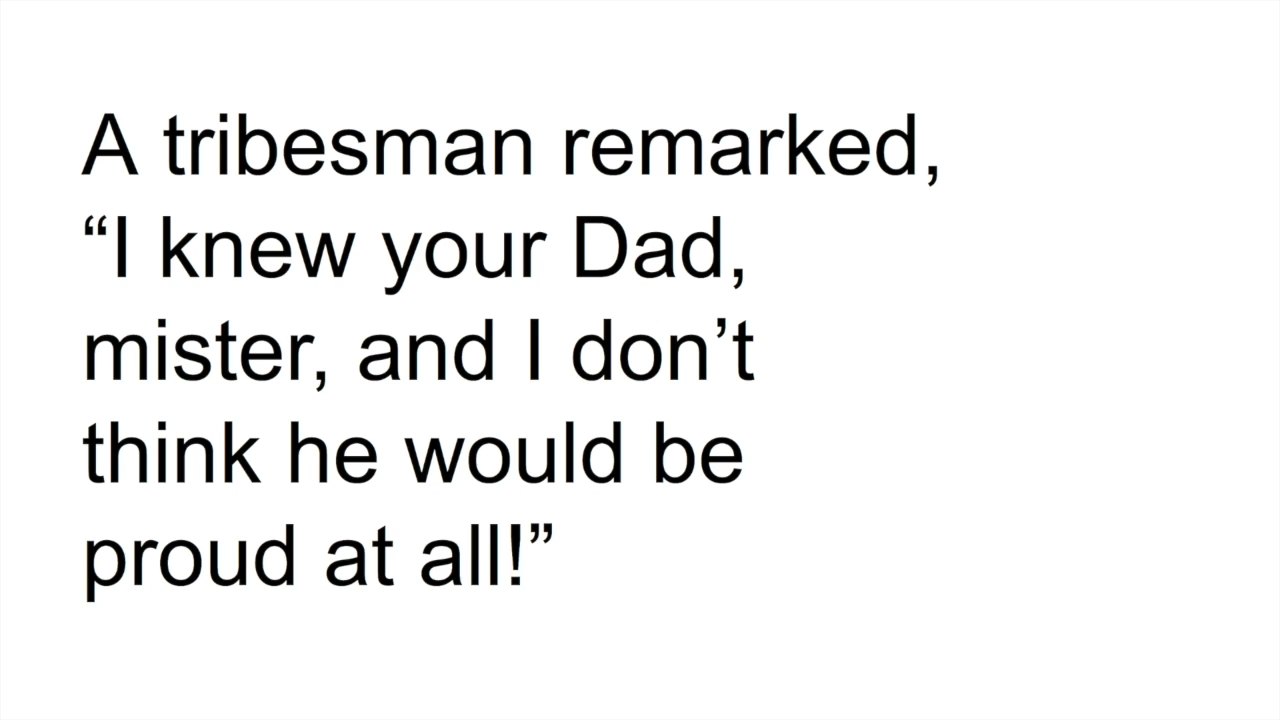 A tribesman remarked,
“I knew your Dad,
mister, and I don’t
think he would be
proud at all!”